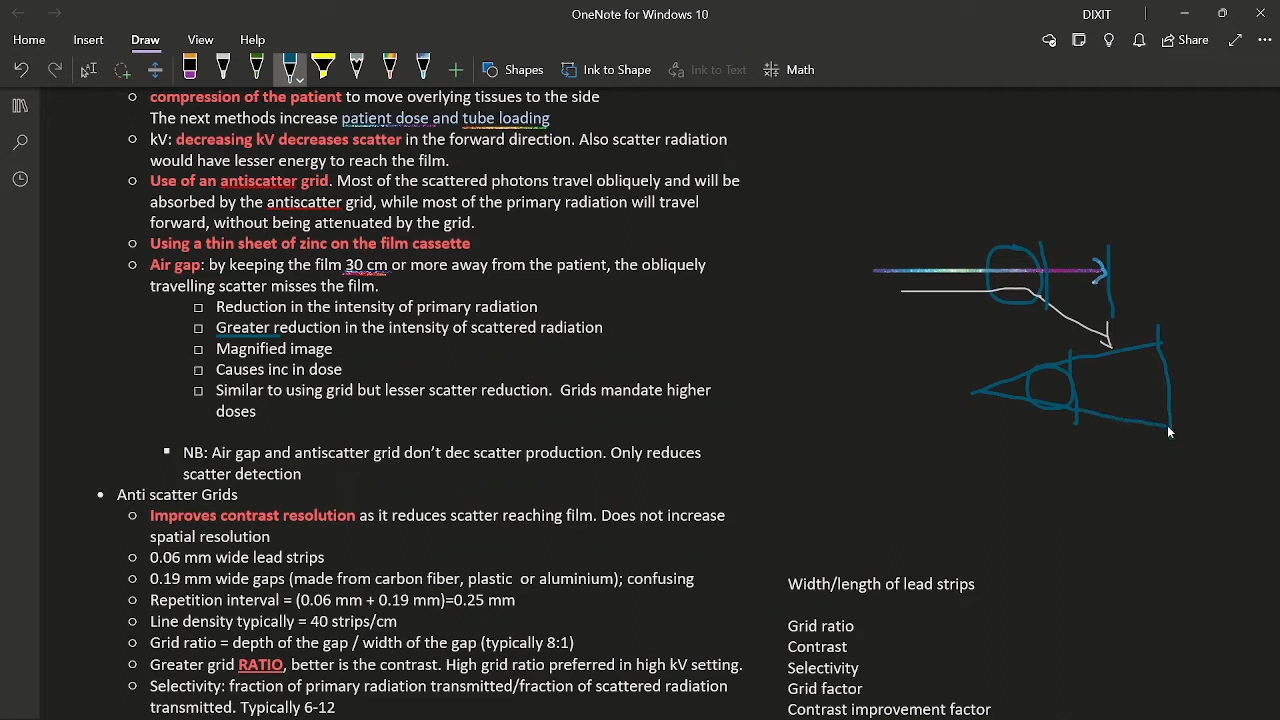 OneNote for Windows 10
DIXIT
Home Insert Draw View Help
Shapes Ink to Shape Ink to Text Math Share
compression of the patient to move overlying tissues to the side
The next methods increase patient dose and tube loading
kV: decreasing kV decreases scatter in the forward direction. Also scatter radiation
would have lesser energy to reach the film.
Use of an antiscatter grid. Most of the scattered photons travel obliquely and will be
absorbed by the antiscatter grid, while most of the primary radiation will travel
forward, without being attenuated by the grid.
Using a thin sheet of zinc on the film cassette
Air gap: by keeping the film 30 cm or more away from the patient, the obliquely
travelling scatter misses the film.
Reduction in the intensity of primary radiation
Greater reduction in the intensity of scattered radiation
Magnified image
Causes inc in dose
Similar to using grid but lesser scatter reduction. Grids mandate higher
doses
NB: Air gap and antiscatter grid don't dec scatter production. Only reduces
scatter detection
Anti scatter Grids
Improves contrast resolution as it reduces scatter reaching film. Does not increase
spatial resolution
0.06 mm wide lead strips
0.19 mm wide gaps (made from carbon fiber, plastic or aluminium); confusing
Repetition interval = (0.06 mm + 0.19 mm)=0.25 mm
Line density typically = 40 strips/cm
Grid ratio = depth of the gap / width of the gap (typically 8:1)
Greater grid RATIO, better is the contrast. High grid ratio preferred in high kV setting.
Selectivity: fraction of primary radiation transmitted/fraction of scattered radiation
transmitted. Typically 6-12
Width/length of lead strips
Grid ratio
Contrast
Selectivity
Grid factor
Contrast improvement factor